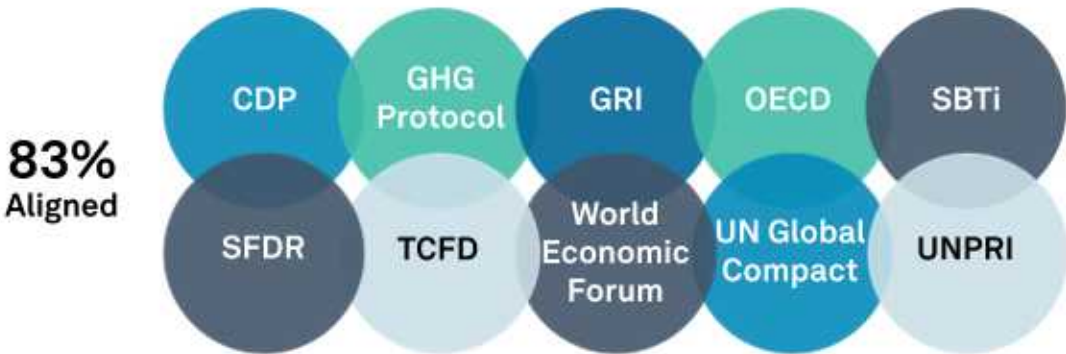 83%
Aligned
CDP
GHG
Protocol
GRI
OECD
SBTi
SFDR
TCFD
World
Economic
Forum
UN Global
Compact
UNPRI